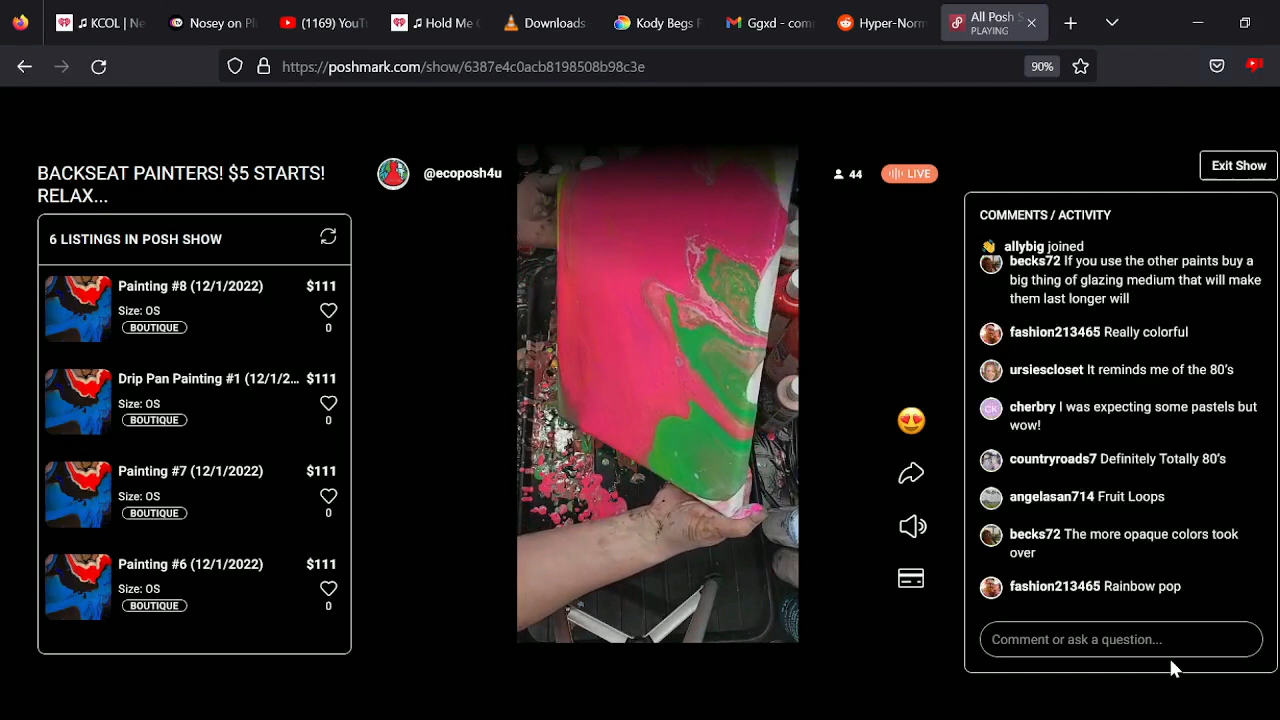 KCOL | Ne
Nosey on Pl
(1169) YouT
Hold Me
Downloads
Kody Begs F
Ggxd - com
Hyper-Norm
All Posh S
PLAYING
https://poshmark.com/show/6387e4c0acb8198508b98c3e
90%
BACKSEAT PAINTERS! $5 STARTS!
RELAX...
6 LISTINGS IN POSH SHOW
Painting #8 (12/1/2022) $111
Size: OS
BOUTIQUE 0
Drip Pan Painting #1 (12/1/2... $111
Size: OS
BOUTIQUE 0
Painting #7 (12/1/2022) $111
Size: OS
BOUTIQUE 0
Painting #6 (12/1/2022) $111
Size: OS
BOUTIQUE 0
@ecoposh4u
44
LIVE
Exit Show
COMMENTS / ACTIVITY
allybig joined
becks72 If you use the other paints buy a
big thing of glazing medium that will make
them last longer will
fashion213465 Really colorful
ursiescloset It reminds me of the 80's
CK
cherbry I was expecting some pastels but
wow!
countryroads7 Definitely Totally 80's
angelasan714 Fruit Loops
becks72 The more opaque colors took
over
fashion213465 Rainbow pop
Comment or ask a question...